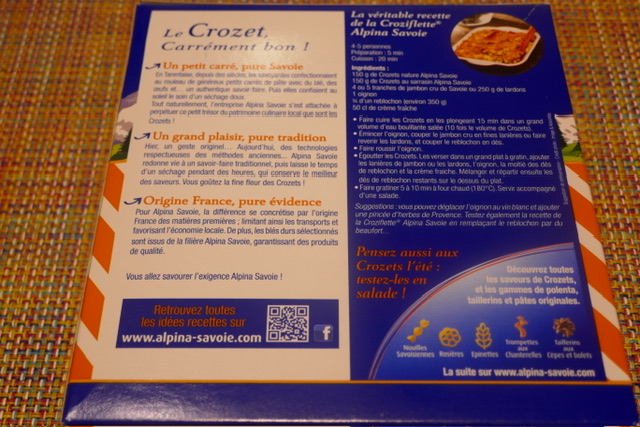 Le Crozet,
Carrément bon !
Un petit carré, pure Savoie
En Tarentaise, depuis des siècles, les savoyardes confectionnaient
au rouleau de généreux petits carrés de pâte avec du blé, des
œufs et... un authentique savoir faire. Puis elles confiaient au
soleil le soin d'un séchage doux.
Tout naturellement, l'entreprise Alpina Savoie s'est attachée à
perpétuer ce petit trésor du patrimoine culinaire local que sont les
Crozets !
Un grand plaisir, pure tradition
Hier, un geste originel... Aujourd'hui, des technologies
respectueuses des méthodes anciennes... Alpina Savoie
redonne vie à un savoir-faire traditionnel, puis laisse le temps
d'un séchage pendant des heures, qui conserve le meilleur
des saveurs. Vous goûtez la fine fleur des Crozets !
Origine France, pure évidence
Pour Alpina Savoie, la différence se concrétise par l'origine
France des matières premières ; limitant ainsi les transports et
favorisant l'économie locale. De plus, les blés durs sélectionnés
sont issus de la filière Alpina Savoie, garantissant des produits
de qualité.
Vous allez savourer l'exigence Alpina Savoie !
Retrouvez toutes
les idées recettes sur
www.alpina-savoie.com
f
La véritable recette
de la Croziflette®
Alpina Savoie
4-5 personnes
Préparation : 5 min
Cuisson : 20 min
Ingrédients :
150 g de Crozets nature Alpina Savoie
150 g de Crozets au sarrasin Alpina Savoie
4 ou 5 tranches de jambon cru de Savoie ou 250 g de lardons
1 oignon
¾ d'un reblochon (environ 350 g)
50 cl de crème fraîche
• Faire cuire les Crozets en les plongeant 15 min dans un grand
volume d'eau bouillante salée (10 fois le volume de Crozets).
• Émincer l'oignon, couper le jambon cru en fines lanières ou faire
revenir les lardons, et couper le reblochon en dés.
• Faire roussir l'oignon.
• Égoutter les Crozets. Les verser dans un grand plat à gratin, ajouter
les lanières de jambon ou les lardons, l'oignon, la moitié des dés
de reblochon et la crème fraîche. Mélanger et répartir ensuite les
dés de reblochon restants sur le dessus du plat.
• Faire gratiner 5 à 10 min à four chaud (180°C). Servir accompagné
d'une salade.
Suggestions : vous pouvez déglacer l'oignon au vin blanc et ajouter
une pincée d'herbes de Provence. Testez également la recette de
la Croziflette® Alpina Savoie en remplaçant le reblochon par du
beaufort...
Pensez aussi aux
Crozets l'été :
testez-les en
salade !
Découvrez toutes
les saveurs de Crozets,
et les gammes de polenta,
taillerins et pâtes originales.
Nouilles
Savoisiennes
Rosières
Epinettes
Trompettes
aux
Chanterelles
Taillerins
aux
Cèpes et bolets
La suite sur www.alpina-savoie.com